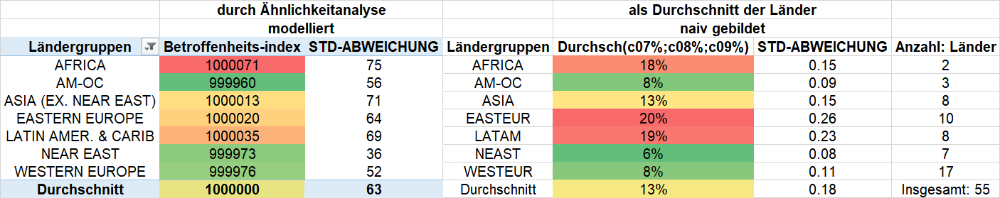 durch Ähnlichkeitanalyse als Durchschnitt der Länder
modelliert naiv gebildet
Ländergruppen Betroffenheits-index STD-ABWEICHUNG Ländergruppen Durchsch(c07%;c08%;c09%) STD-ABWEICHUNG Anzahl: Länder
AFRICA 1000071 75 AFRICA 18% 0.15 2
AM-OC 999960 56 AM-OC 8% 0.09 3
ASIA (EX. NEAR EAST) 1000013 71 ASIA 13% 0.15 8
EASTERN EUROPE 1000020 64 EASTEUR 20% 0.26 10
LATIN AMER. & CARIB 1000035 69 LATAM 19% 0.23 8
NEAR EAST 999973 36 NEAST 6% 0.08 7
WESTERN EUROPE 999976 52 WESTEUR 8% 0.11 17
Durchschnitt 1000000 63 Durchschnitt 13% 0.18 Insgesamt: 55